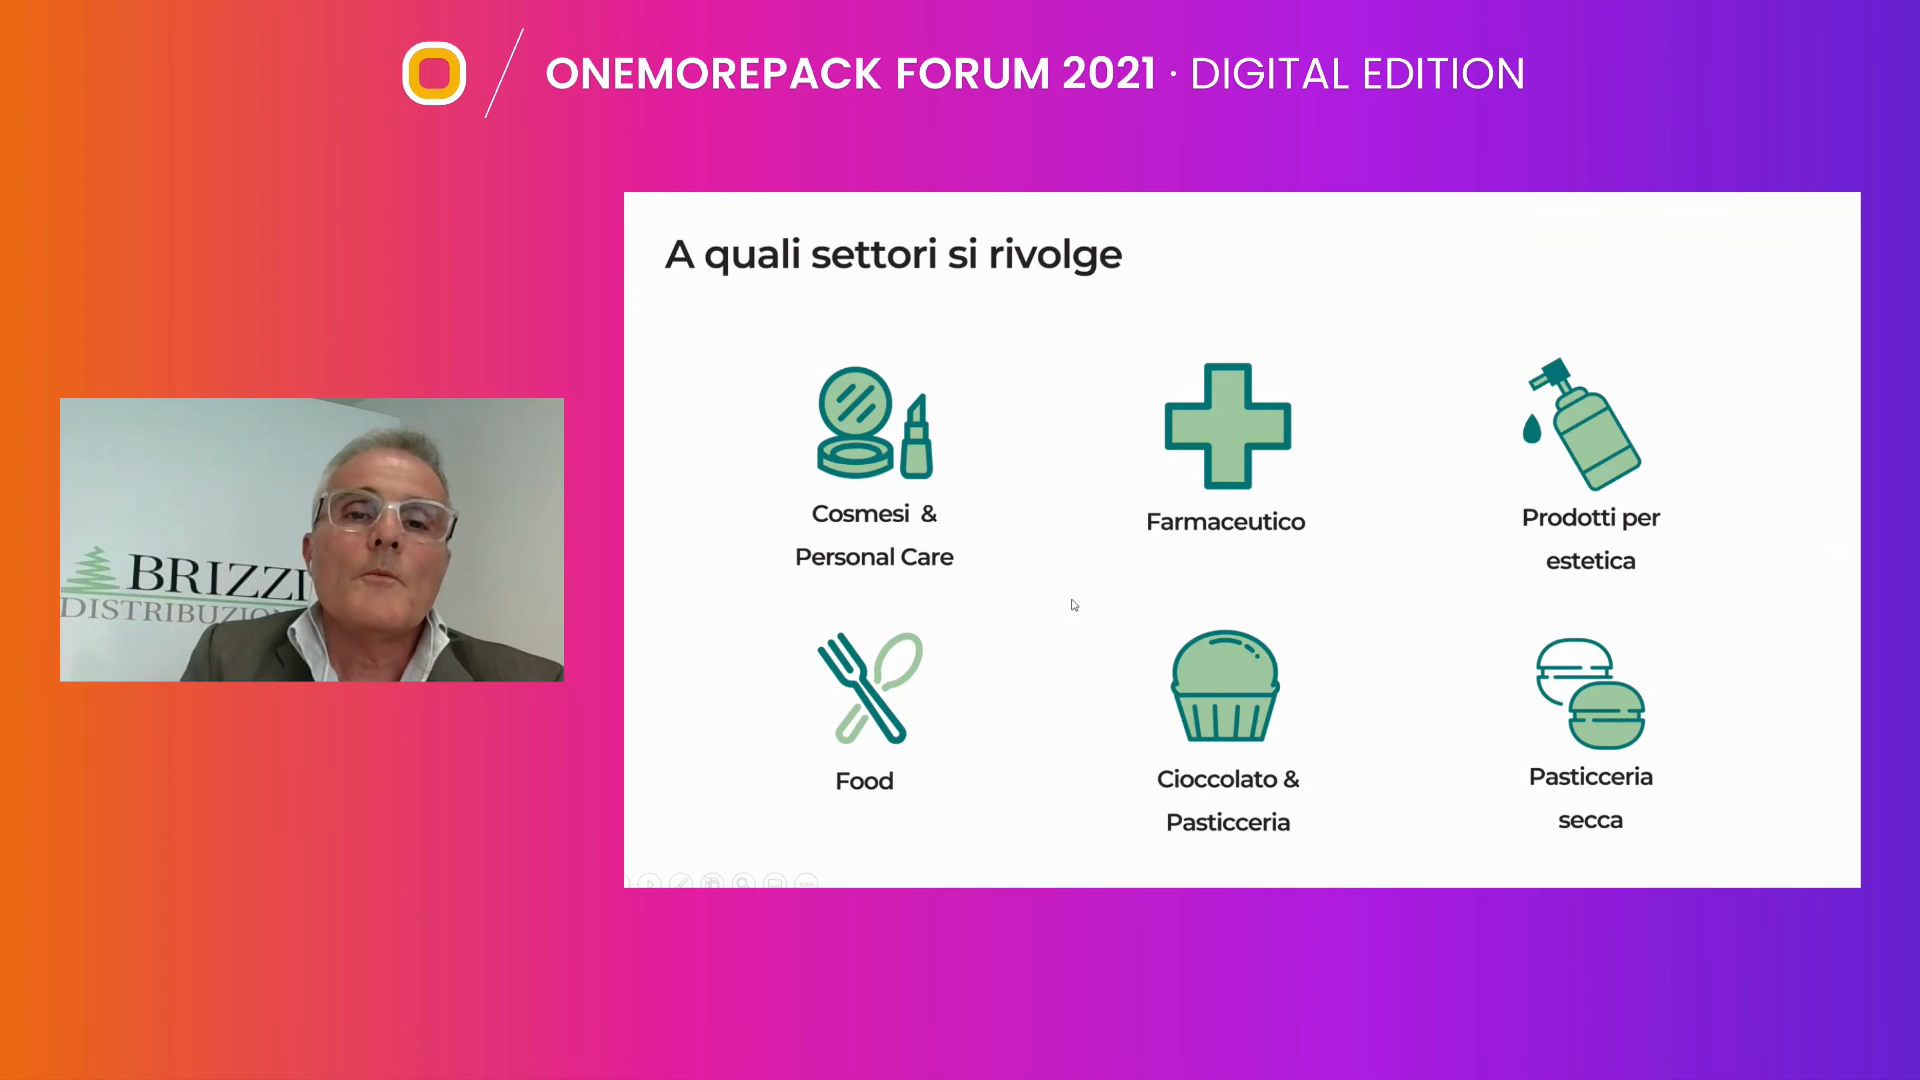 ONEMOREPACK FORUM 2021 · DIGITAL EDITION
A quali settori si rivolge
Cosmesi &
Personal Care
Farmaceutico
Prodotti per
estetica
BRIZZI
DISTRIBUZION
Food
Cioccolato &
Pasticceria
Pasticceria
secca